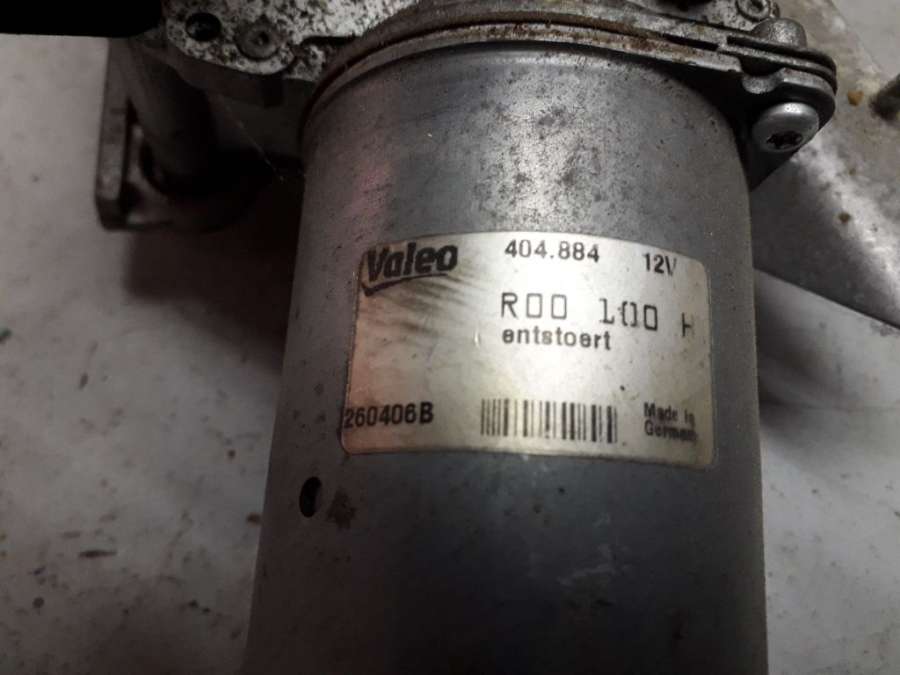 Valeo 404.884 12V
R00 100 H
entstoert
260406B
Made in
Germany